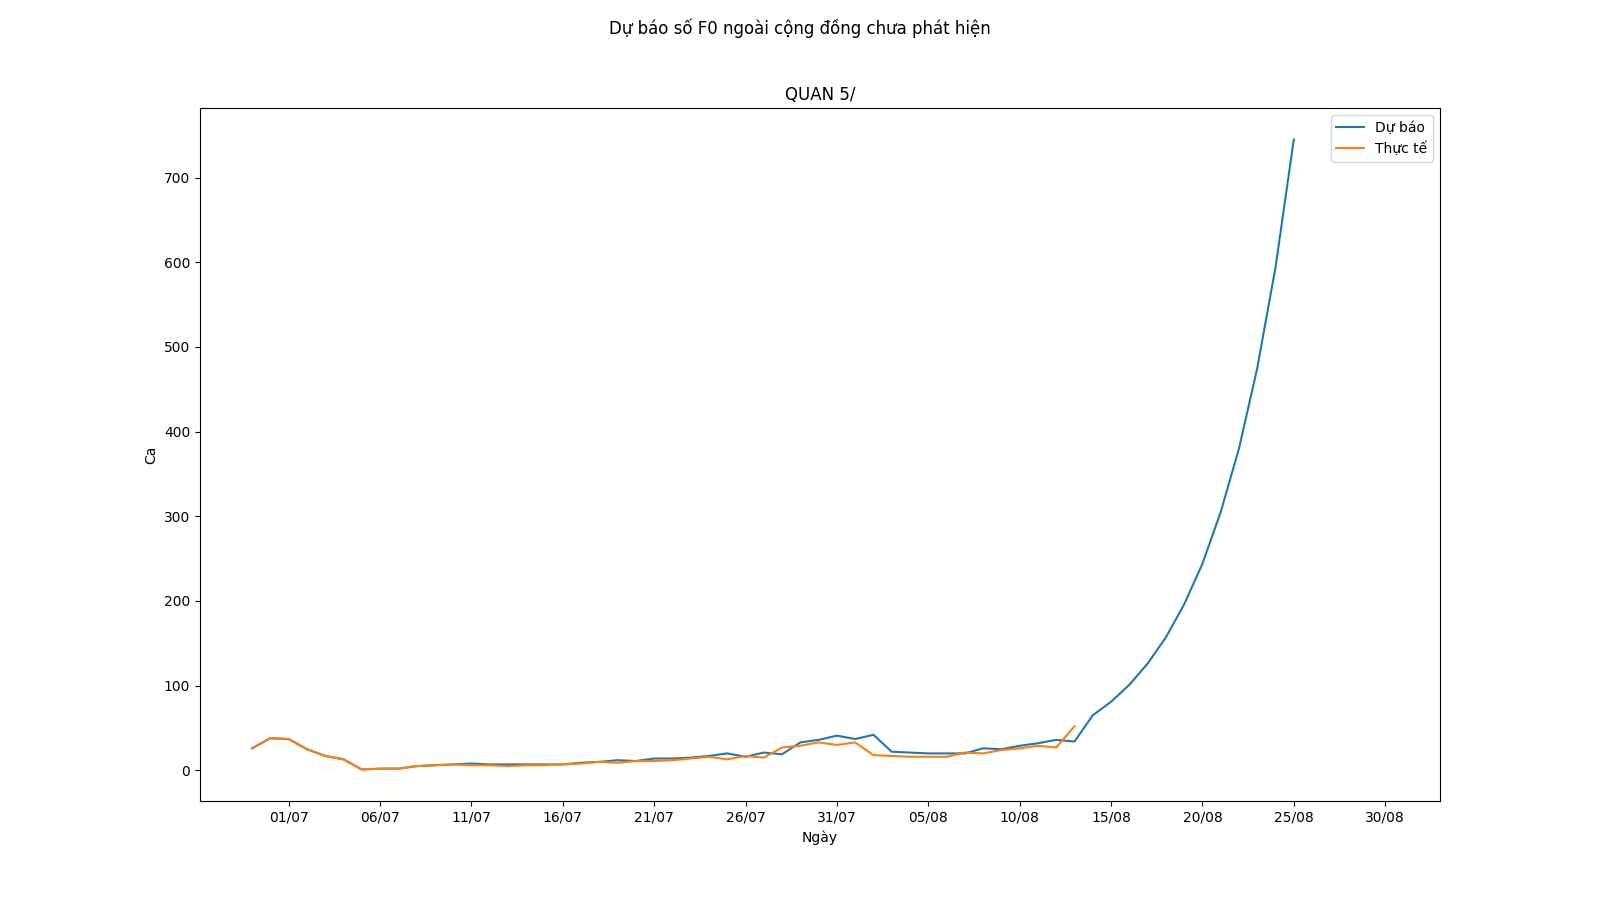 Dự báo số F0 ngoài cộng đồng chưa phát hiện
QUAN 5/
Dự báo
Thực tế
700
600
500
400
300
200
100
0
Ca
01/07 06/07 11/07 16/07 21/07 26/07 31/07 05/08 10/08 15/08 20/08 25/08 30/08
Ngày